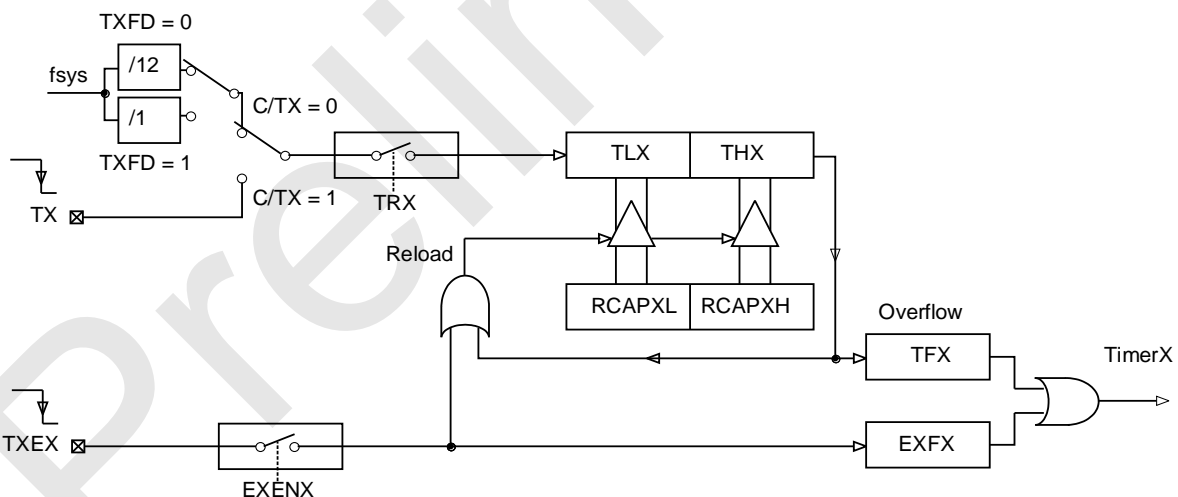 TXFD = 0
/12
fsys
C/TX = 0
/1
TXFD = 1
TLX
THX
TX
C/TX = 1
TRX
Reload
RCAPXL
RCAPXH
Overflow
TFX
TimerX
TXEX
EXFX
EXENX
Prelin